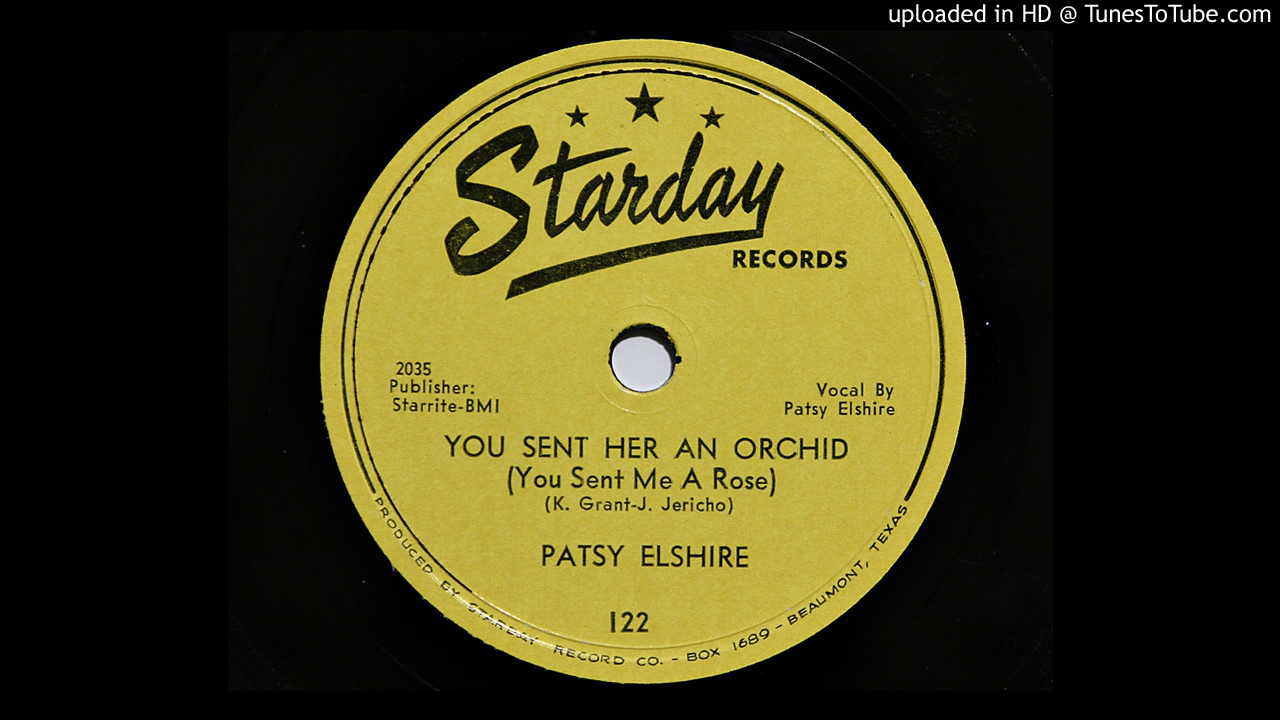 uploaded in HD @ TunesToTube.com
Starday
RECORDS
2035
Publisher:
Starrite-BMI
Vocal By
Patsy Elshire
YOU SENT HER AN ORCHID
(You Sent Me A Rose)
(K. Grant-J. Jericho)
PATSY ELSHIRE
122
PRODUCED BY STARDAY RECORD CO. - BOX 1689 - BEAUMONT, TEXAS